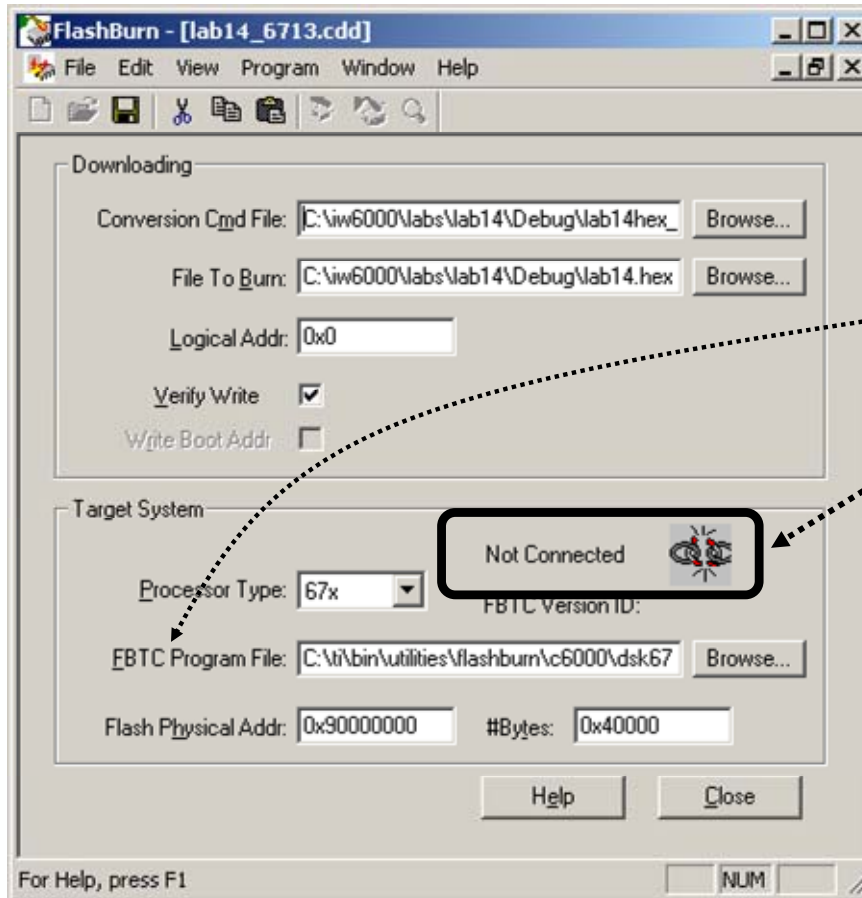 FlashBurn - [lab14_6713.cdd]
File Edit View Program Window Help
Downloading
Conversion Cmd File: C:\iw6000\labs\lab14\Debug\lab14hex_ Browse...
File To Burn: C:\iw6000\labs\lab14\Debug\lab14.hex Browse...
Logical Addr: 0x0
Verify Write
Write Boot Addr
Target System
Not Connected
Processor Type: 67x
FBTC Version ID:
FBTC Program File: C:\ti\bin\utilities\flashburn\c6000\dsk67 Browse...
Flash Physical Addr: 0x90000000 #Bytes: 0x40000
Help Close
For Help, press F1 NUM